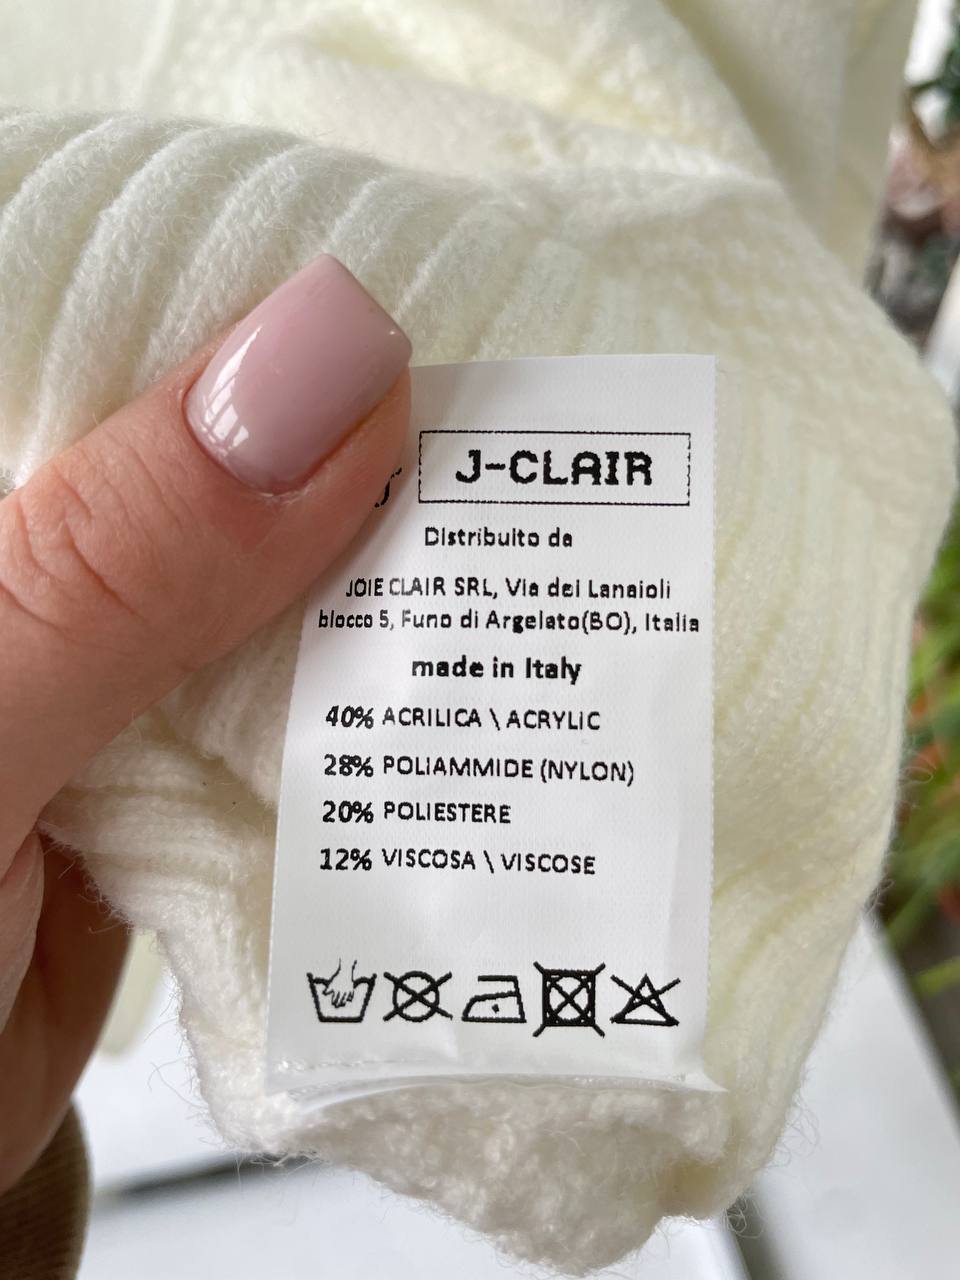 J-CLAIR
Distribuito da
JOIE CLAIR SRL, Via dei Lanaioli
blocco 5, Funo di Argelato(BO), Italia
made in Italy
40% ACRILICA \ ACRYLIC
28% POLIAMMIDE (NYLON)
20% POLIESTERE
12% VISCOSA \ VISCOSE